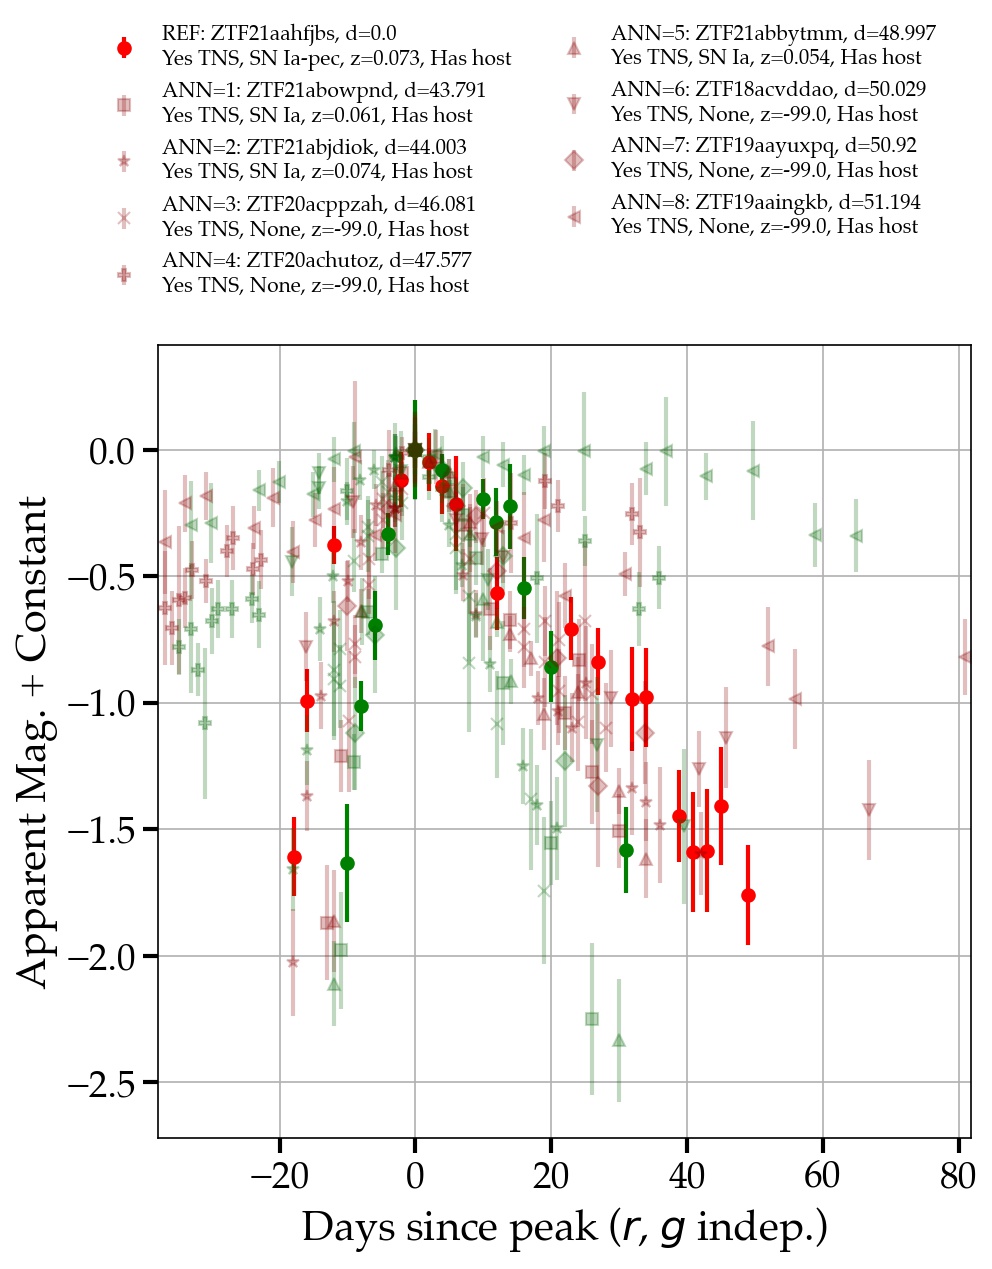 REF: ZTF21aahfjbs, d=0.0
Yes TNS, SN Ia-pec, z=0.073, Has host
ANN=1: ZTF21abowpnd, d=43.791
Yes TNS, SN Ia, z=0.061, Has host
ANN=2: ZTF21abjdiok, d=44.003
Yes TNS, SN Ia, z=0.074, Has host
ANN=3: ZTF20acppzah, d=46.081
Yes TNS, None, z=-99.0, Has host
ANN=4: ZTF20achutoz, d=47.577
Yes TNS, None, z=-99.0, Has host
ANN=5: ZTF21abbytmm, d=48.997
Yes TNS, SN Ia, z=0.054, Has host
ANN=6: ZTF18acvddao, d=50.029
Yes TNS, None, z=-99.0, Has host
ANN=7: ZTF19aayuxpq, d=50.92
Yes TNS, None, z=-99.0, Has host
ANN=8: ZTF19aaingkb, d=51.194
Yes TNS, None, z=-99.0, Has host
Apparent Mag. + Constant
0.0
−0.5
−1.0
−1.5
−2.0
−2.5
−20 0 20 40 60 80
Days since peak (r, g indep.)